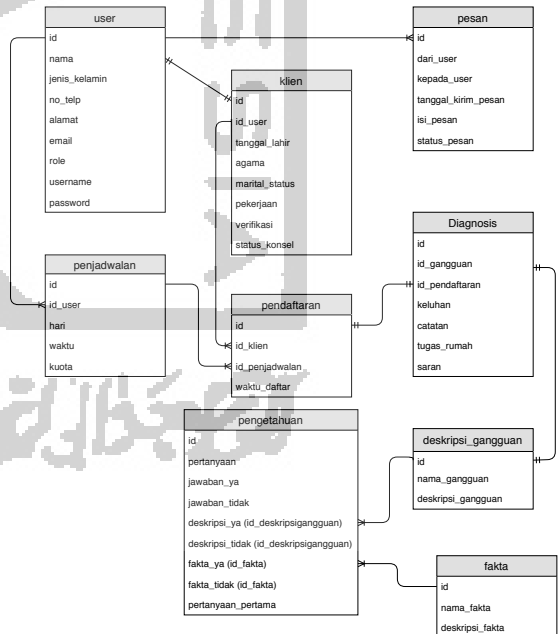 user
id
nama
jenis_kelamin
no_telp
alamat
email
role
username
password
pesan
id
dari_user
kepada_user
tanggal_kirim_pesan
isi_pesan
status_pesan
klien
id
id_user
tanggal_lahir
agama
marital_status
pekerjaan
verifikasi
status_konsel
penjadwalan
id
id_user
hari
waktu
kuota
pendaftaran
id
id_klien
id_penjadwalan
waktu_daftar
Diagnosis
id
id_gangguan
id_pendaftaran
keluhan
catatan
tugas_rumah
saran
pengetahuan
id
pertanyaan
jawaban_ya
jawaban_tidak
deskripsi_ya (id_deskripsigangguan)
deskripsi_tidak (id_deskripsigangguan)
fakta_ya (id_fakta)
fakta_tidak (id_fakta)
pertanyaan_pertama
deskripsi_gangguan
id
nama_gangguan
deskripsi_gangguan
fakta
id
nama_fakta
deskripsi_fakta